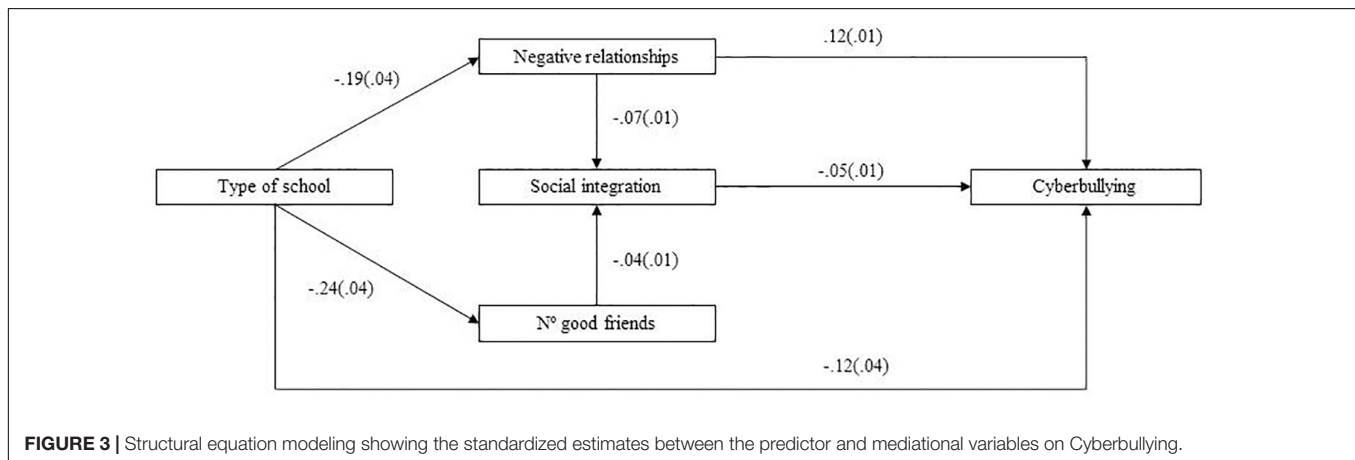 .12(.01)
Negative relationships
-.19(.04)
-.07(.01)
Type of school
Social integration
-.05(.01)
Cyberbullying
-.04(.01)
-.24(.04)
Nº good friends
-.12(.04)
FIGURE 3 | Structural equation modeling showing the standardized estimates between the predictor and mediational variables on Cyberbullying.